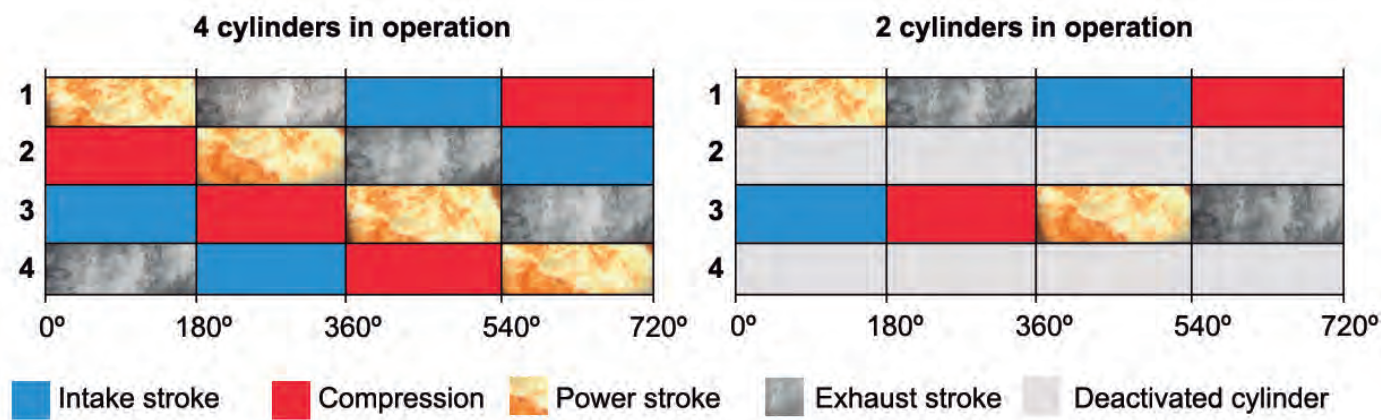 4 cylinders in operation
1
2
3
4
0º 180º 360º 540º 720º
2 cylinders in operation
1
2
3
4
0º 180º 360º 540º 720º
Intake stroke Compression Power stroke Exhaust stroke Deactivated cylinder